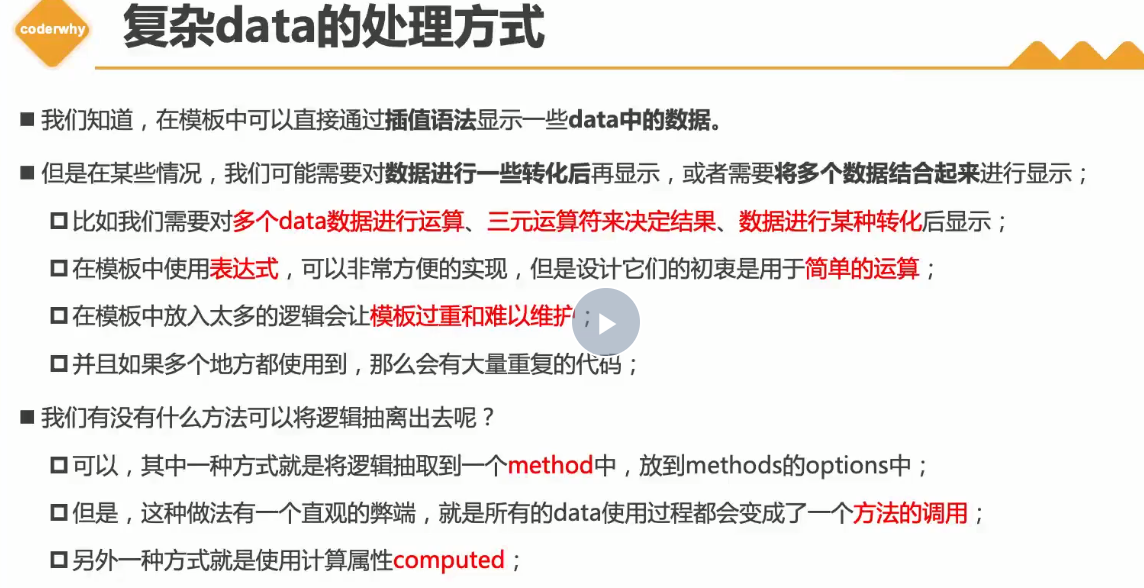 coderwhy
复杂data的处理方式
我们知道，在模板中可以直接通过插值语法显示一些data中的数据。
但是在某些情况，我们可能需要对数据进行一些转化后再显示，或者需要将多个数据结合起来进行显示；
比如我们需要对多个data数据进行运算、三元运算符来决定结果、数据进行某种转化后显示；
在模板中使用表达式，可以非常方便的实现，但是设计它们的初衷是用于简单的运算；
在模板中放入太多的逻辑会让模板过重和难以维护；
并且如果多个地方都使用到，那么会有大量重复的代码；
我们有没有什么方法可以将逻辑抽离出去呢？
可以，其中一种方式就是将逻辑抽取到一个method中，放到methods的options中；
但是，这种做法有一个直观的弊端，就是所有的data使用过程都会变成了一个方法的调用；
另外一种方式就是使用计算属性computed；